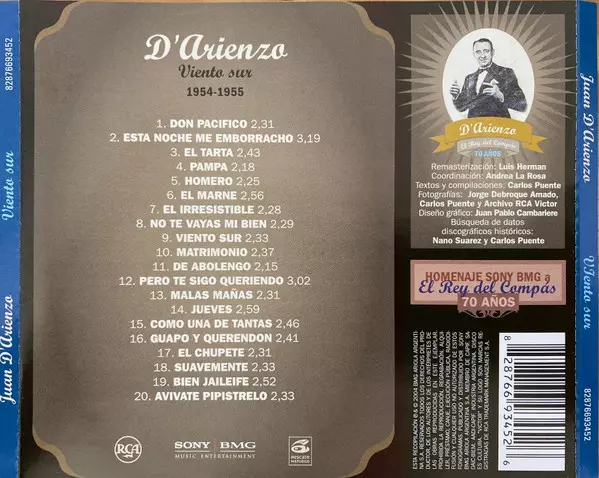 82876693452
Viento sur
Juan D'Arienzo
D'Arienzo
Viento sur
1954-1955
1. DON PACIFICO 2,31
2. ESTA NOCHE ME EMBORRACHO 3,19
3. EL TARTA 2,43
4. PAMPA 2,18
5. HOMERO 2,25
6. EL MARNE 2,56
7. EL IRRESISTIBLE 2,28
8. NO TE VAYAS MI BIEN 2,29
9. VIENTO SUR 2,33
10. MATRIMONIO 2,37
11. DE ABOLENGO 2,15
12. PERO TE SIGO QUERIENDO 3,02
13. MALAS MAÑAS 2,31
14. JUEVES 2,59
15. COMO UNA DE TANTAS 2,46
16. GUAPO Y QUERENDON 2,41
17. EL CHUPETE 2,31
18. SUAVEMENTE 2,33
19. BIEN JAILEIFE 2,52
20. AVIVATE PIPISTRELO 2,33
RCA
SONY BMG
MUSIC ENTERTAINMENT
D'Arienzo
El Rey del Compás
70 AÑOS
Remasterización: Luis Herman
Coordinación: Andrea La Rosa
Textos y compilaciones: Carlos Puente
Fotografías: Jorge Debroque Amado,
Carlos Puente y Archivo RCA Victor
Diseño gráfico: Juan Pablo Cambariere
Búsqueda de datos
discográficos históricos:
Nano Suarez y Carlos Puente
HOMENAJE SONY BMG a
El Rey del Compás
70 AÑOS
8 28766 93452 6
Juan D'Arienzo
Viento sur
82876693452